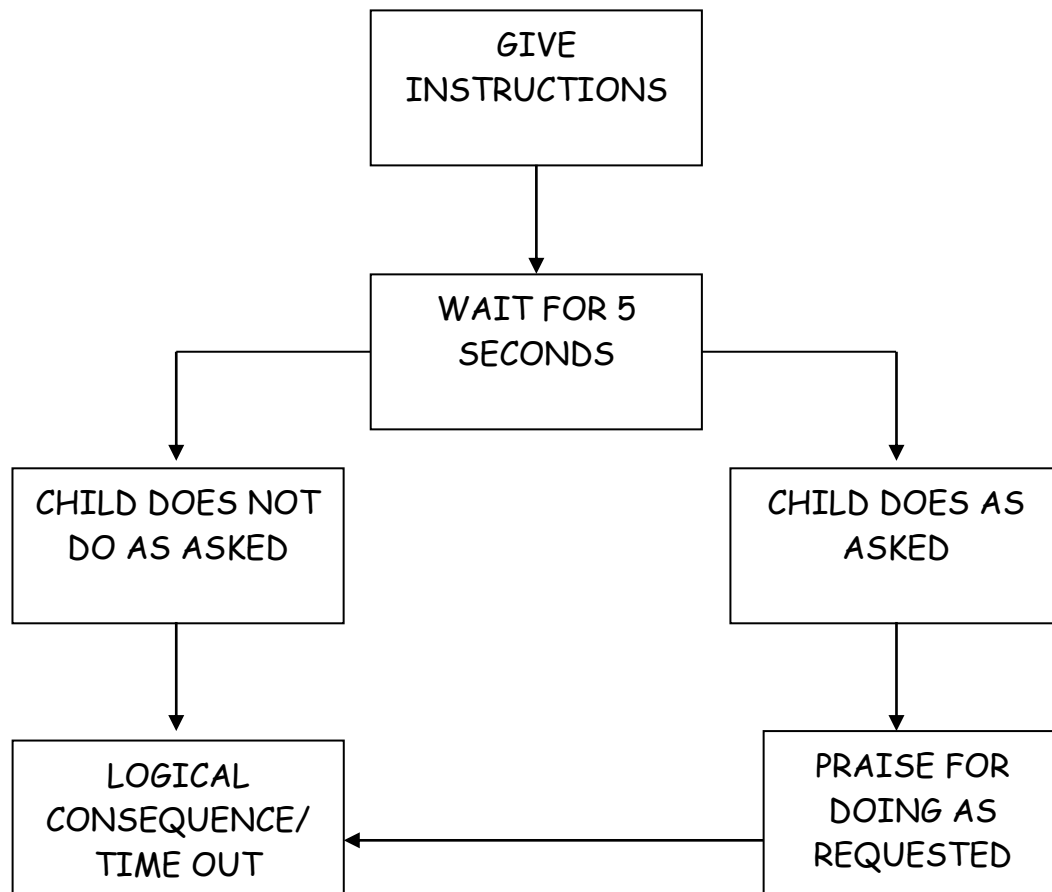 GIVE
INSTRUCTIONS
WAIT FOR 5
SECONDS
CHILD DOES NOT
DO AS ASKED
CHILD DOES AS
ASKED
LOGICAL
CONSEQUENCE/
TIME OUT
PRAISE FOR
DOING AS
REQUESTED